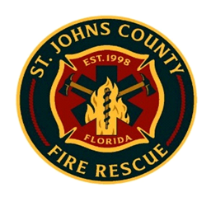 ST. JOHNS COUNTY
EST. 1998
FLORIDA
FIRE RESCUE